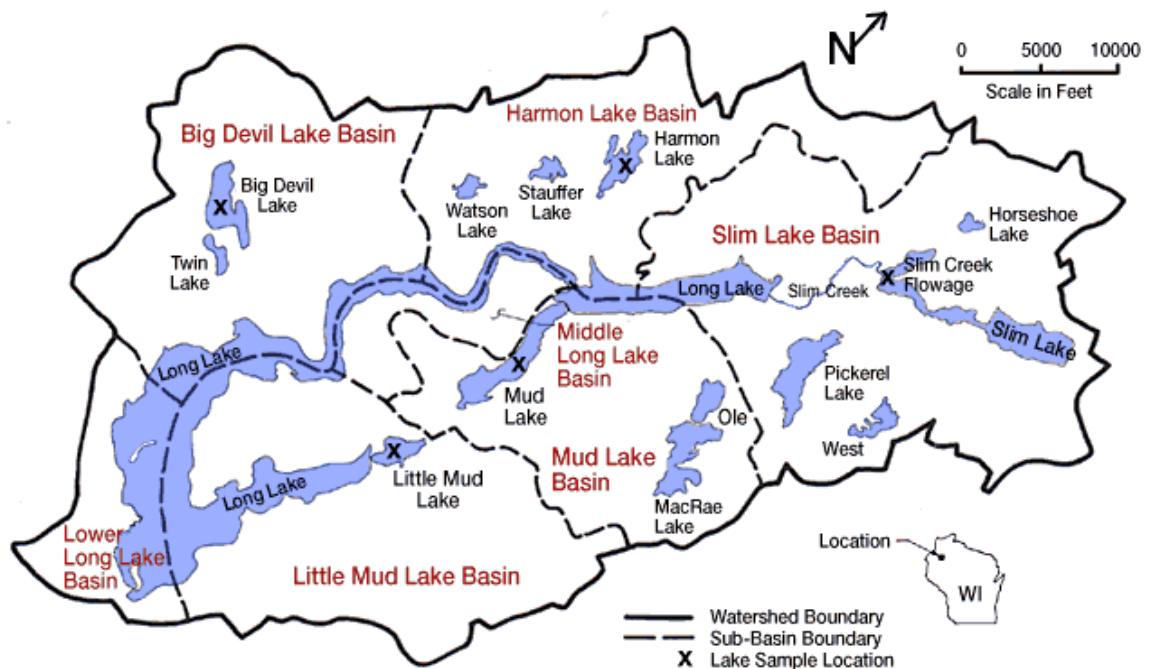 N
0 5000 10000
Scale in Feet
Big Devil Lake Basin
Harmon Lake Basin
Harmon
Lake
Big Devil
Lake
Watson
Lake
Stauffer
Lake
Twin
Lake
Slim Lake Basin
Horseshoe
Lake
Slim Creek
Flowage
Long Lake
Slim Creek
Slim Lake
Middle
Long Lake
Basin
Long Lake
Mud
Lake
Pickerel
Lake
Ole
West
Mud Lake
Basin
MacRae
Lake
Long Lake
Little Mud
Lake
Lower
Long Lake
Basin
Little Mud Lake Basin
Location
WI
Watershed Boundary
Sub-Basin Boundary
X Lake Sample Location